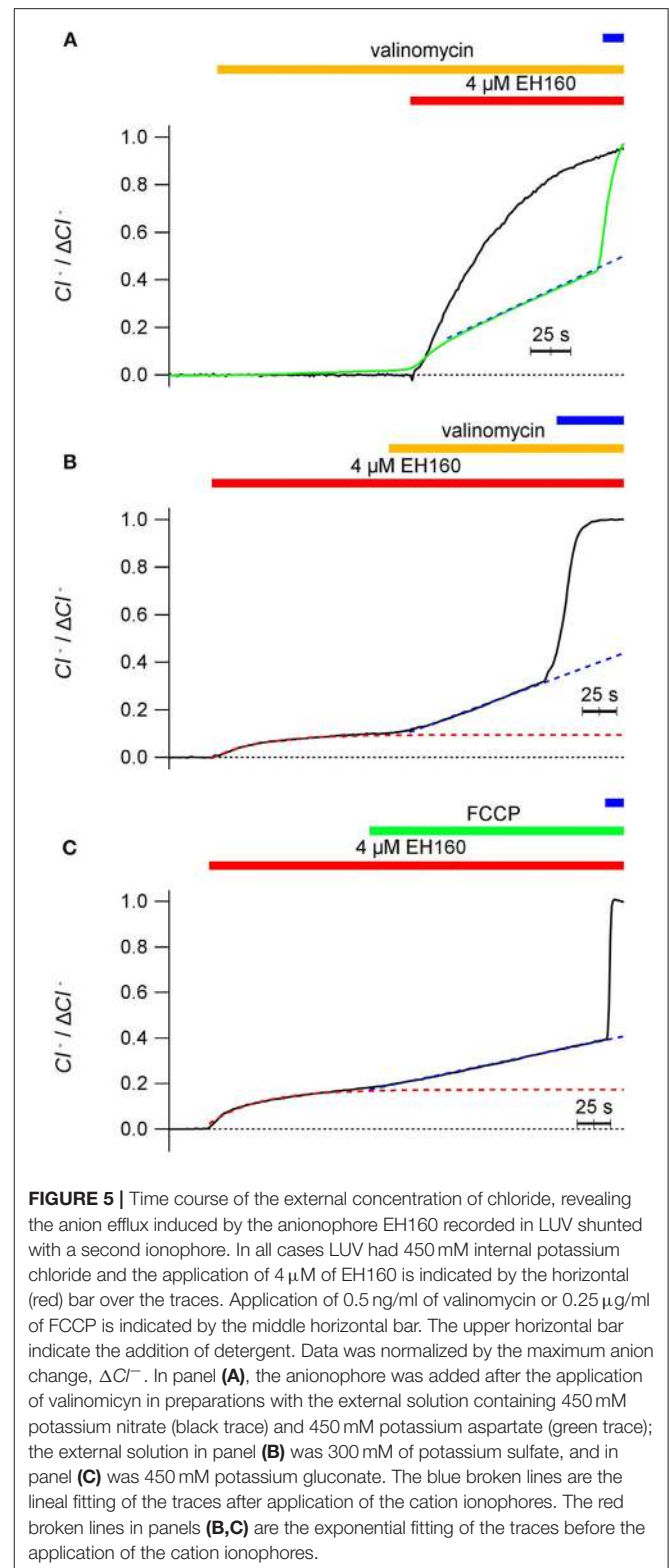 A
valinomycin
4 µM EH160
1.0
0.8
0.6
0.4
0.2
0.0
Cl⁻ / ΔCl⁻
25 s
B
valinomycin
4 µM EH160
1.0
0.8
0.6
0.4
0.2
0.0
Cl⁻ / ΔCl⁻
25 s
C
FCCP
4 µM EH160
1.0
0.8
0.6
0.4
0.2
0.0
Cl⁻ / ΔCl⁻
25 s
FIGURE 5 | Time course of the external concentration of chloride, revealing
the anion efflux induced by the anionophore EH160 recorded in LUV shunted
with a second ionophore. In all cases LUV had 450 mM internal potassium
chloride and the application of 4 µM of EH160 is indicated by the horizontal
(red) bar over the traces. Application of 0.5 ng/ml of valinomycin or 0.25 µg/ml
of FCCP is indicated by the middle horizontal bar. The upper horizontal bar
indicate the addition of detergent. Data was normalized by the maximum anion
change, ΔCl⁻. In panel (A), the anionophore was added after the application
of valinomicyn in preparations with the external solution containing 450 mM
potassium nitrate (black trace) and 450 mM potassium aspartate (green trace);
the external solution in panel (B) was 300 mM of potassium sulfate, and in
panel (C) was 450 mM potassium gluconate. The blue broken lines are the
lineal fitting of the traces after application of the cation ionophores. The red
broken lines in panels (B,C) are the exponential fitting of the traces before the
application of the cation ionophores.